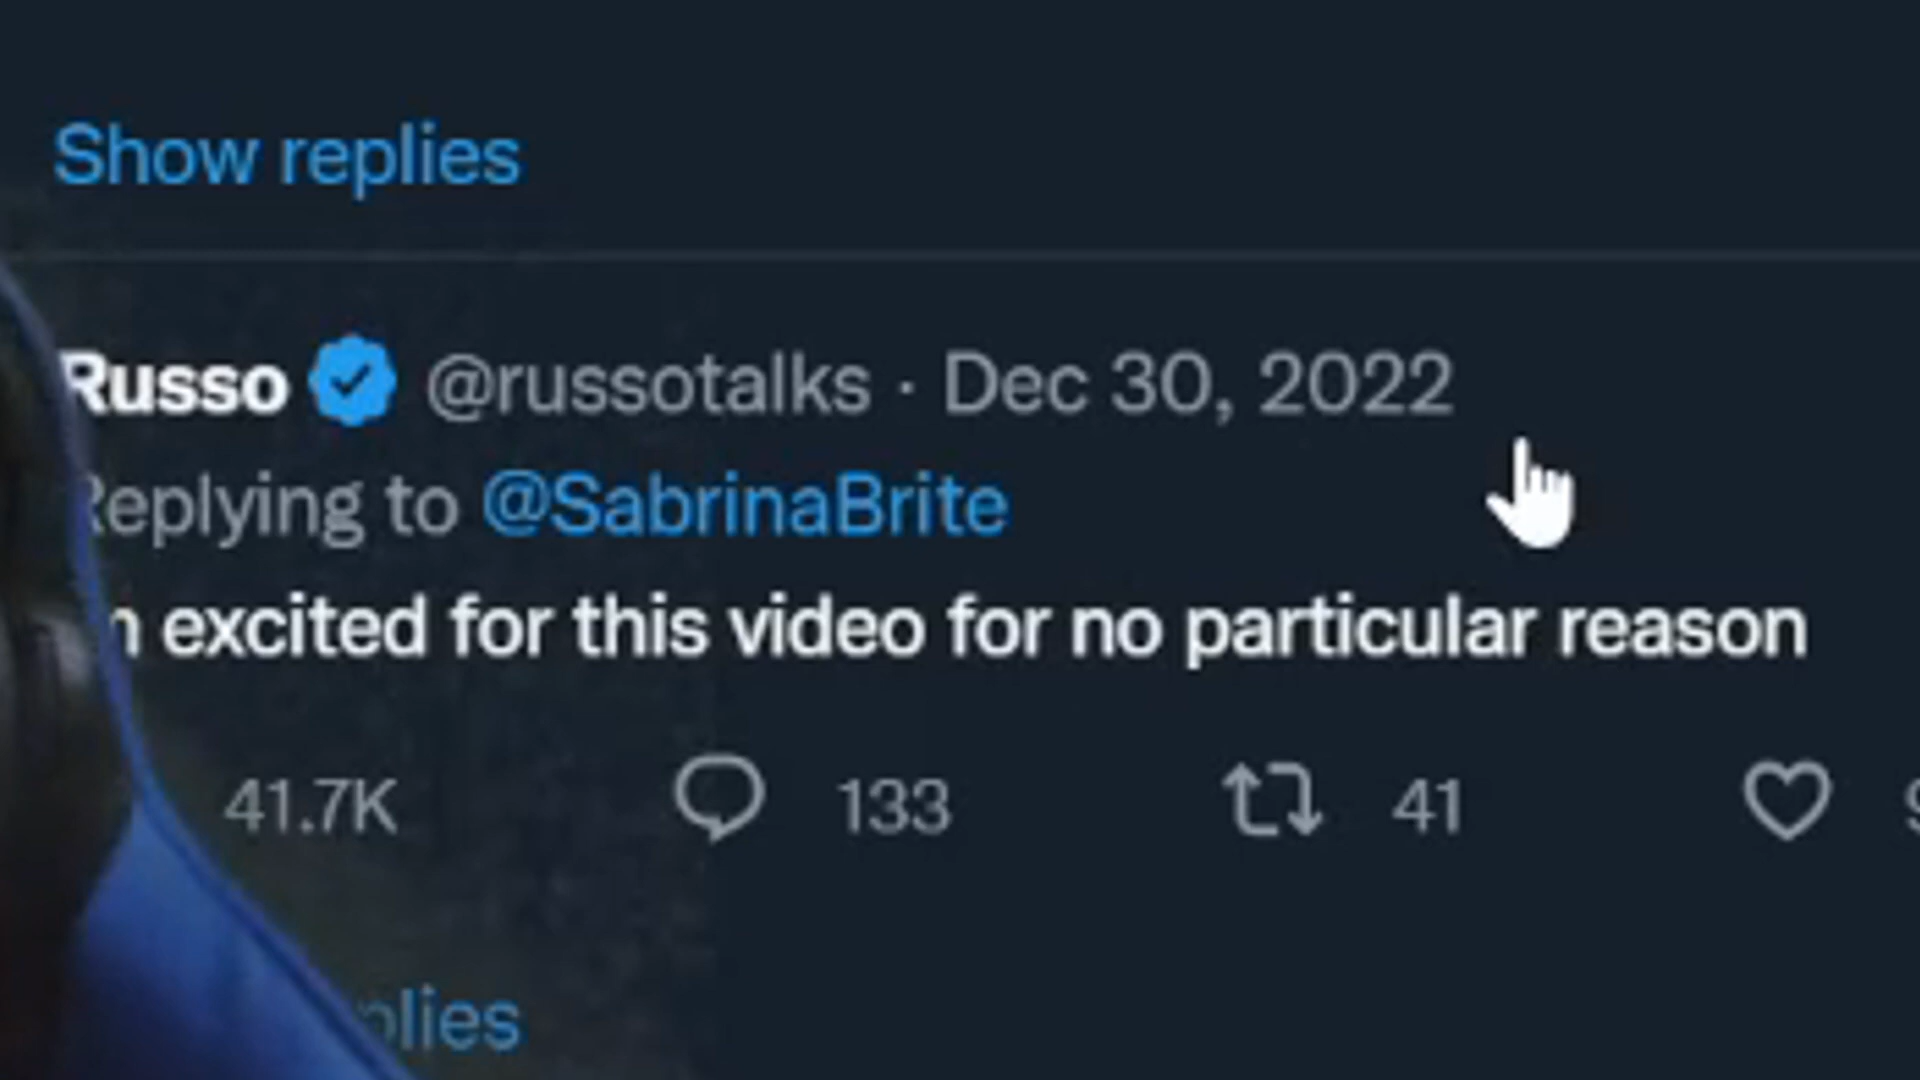 Show replies
Russo @russotalks · Dec 30, 2022
Replying to @SabrinaBrite
excited for this video for no particular reason
41.7K 133 41